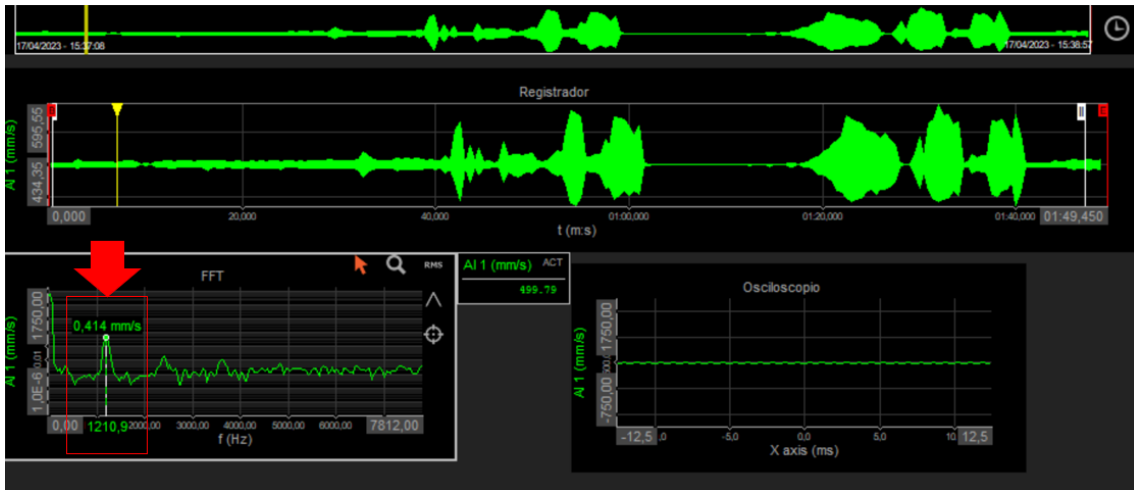 17/04/2023 - 15:37:08
17/04/2023 - 15:38:57
Registrador
AI 1 (mm/s)
595,55
434,35
0,000
20,000
40,000
01:00,000
01:20,000
01:40,000
01:49,450
t (m:s)
FFT
RMS
AI 1 (mm/s)
1750,00
0,01
1,0E-6
0,414 mm/s
0,00
1210,9
2000,00
3000,00
4000,00
5000,00
6000,00
7812,00
f (Hz)
AI 1 (mm/s) ACT
499.79
Osciloscopio
AI 1 (mm/s)
1750,00
-750,00
-12,5
-5,0
0,0
5,0
10
12,5
X axis (ms)